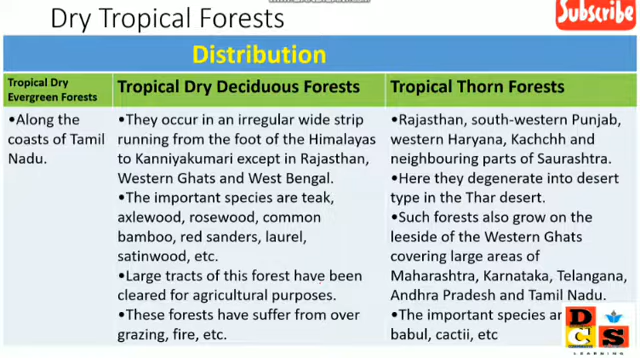 Dry Tropical Forests
Subscribe
Distribution
Tropical Dry
Evergreen Forests
•Along the
coasts of Tamil
Nadu.
Tropical Dry Deciduous Forests
•They occur in an irregular wide strip
running from the foot of the Himalayas
to Kanniyakumari except in Rajasthan,
Western Ghats and West Bengal.
•The important species are teak,
axlewood, rosewood, common
bamboo, red sanders, laurel,
satinwood, etc.
•Large tracts of this forest have been
cleared for agricultural purposes.
•These forests have suffer from over
grazing, fire, etc.
Tropical Thorn Forests
•Rajasthan, south-western Punjab,
western Haryana, Kachchh and
neighbouring parts of Saurashtra.
•Here they degenerate into desert
type in the Thar desert.
•Such forests also grow on the
leeside of the Western Ghats
covering large areas of
Maharashtra, Karnataka, Telangana,
Andhra Pradesh and Tamil Nadu.
•The important species
babul, cactii, etc
D C S
LEARNING